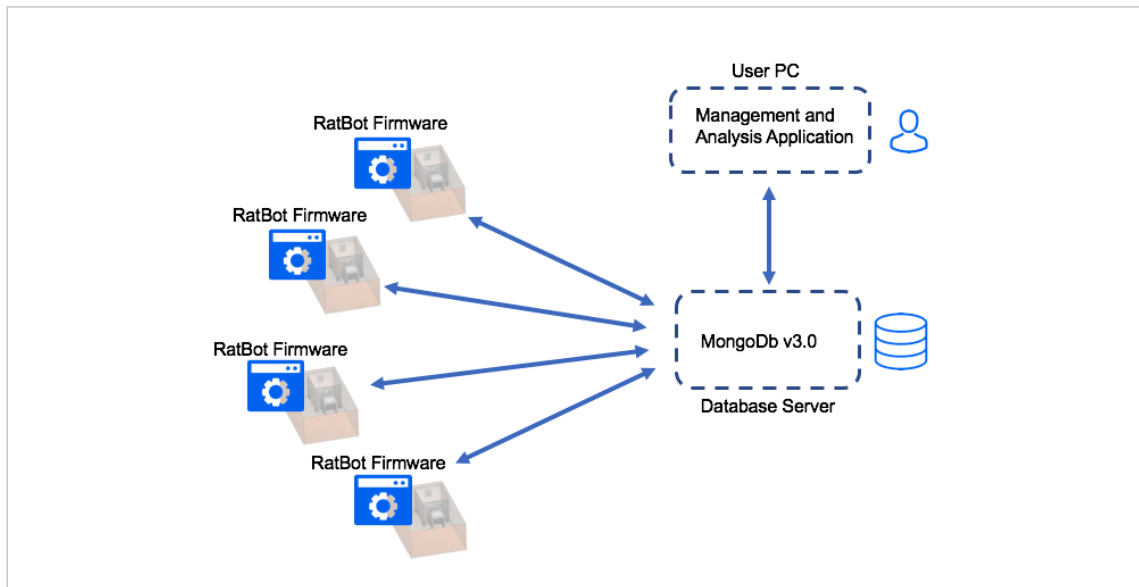 User PC
Management and
Analysis Application
RatBot Firmware
RatBot Firmware
MongoDb v3.0
RatBot Firmware
Database Server
RatBot Firmware